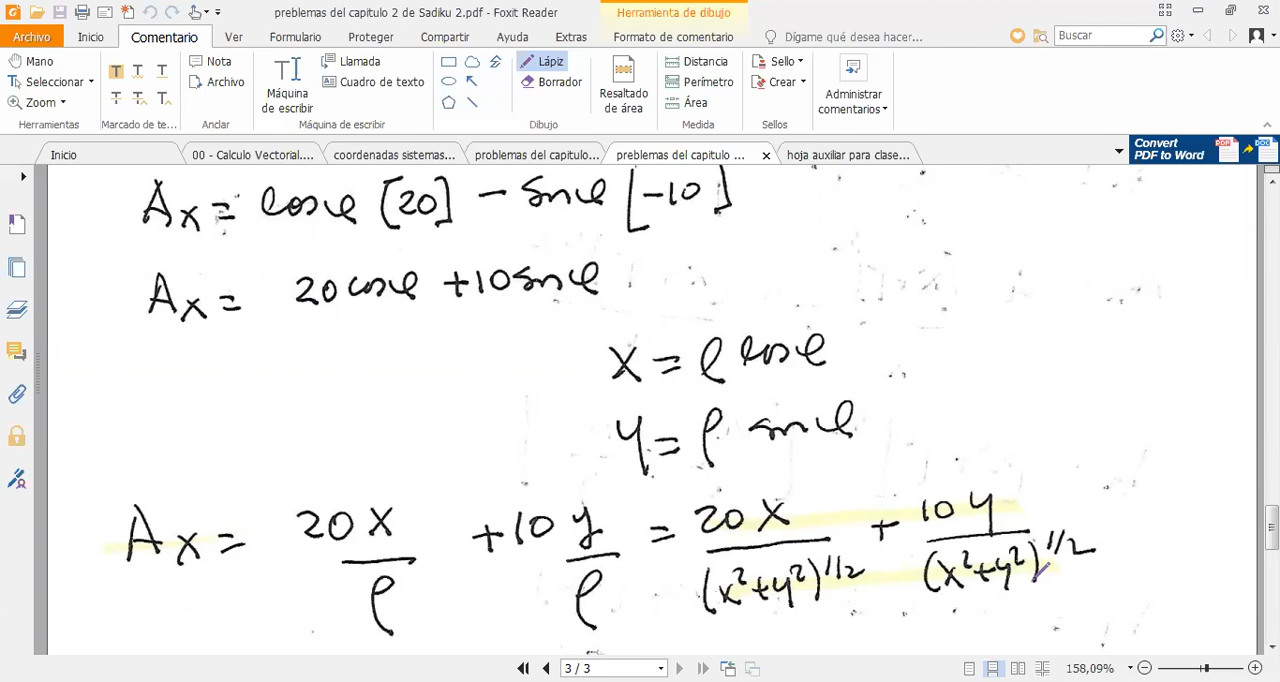 problemas del capitulo 2 de Sadiku 2.pdf - Foxit Reader
Herramienta de dibujo
Archivo Inicio Comentario Ver Formulario Proteger Compartir Ayuda Extras Formato de comentario Dígame qué desea hacer... Buscar
Mano
Seleccionar
Zoom
Herramientas
T T T
T T T
Marcado de te...
Nota
Archivo
Anclar
Máquina de escribir
Llamada
Cuadro de texto
Máquina de escribir
Lápiz
Borrador
Dibujo
Resaltado de área
Distancia
Perímetro
Área
Medida
Sello
Crear
Sellos
Administrar comentarios
Inicio 00 - Calculo Vectorial.... coordenadas sistemas... problemas del capitulo... problemas del capitulo ... hoja auxiliar para clase...
Convert
PDF to Word
Ax = cosφ [20] - senφ [-10]
Ax = 20cosφ +10senφ
x = ρ cosφ
y = ρ senφ
Ax = 20 x/ρ +10 y/ρ = 20x/(x²+y²)^1/2 + 10y/(x²+y²)^1/2
3 / 3
158,09%